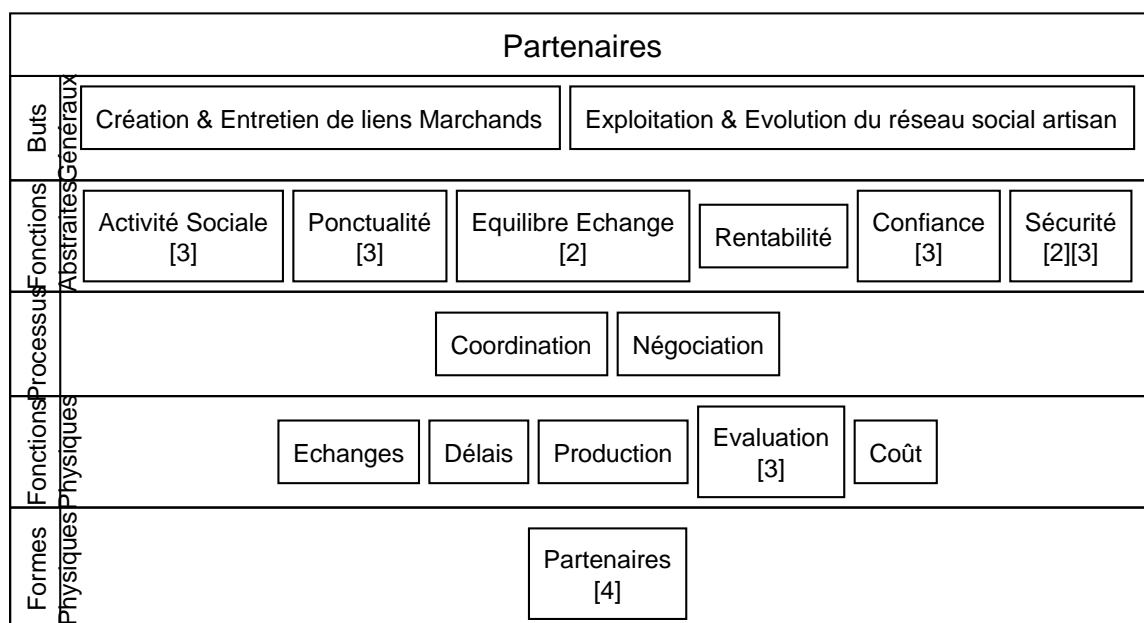 Partenaires
Buts
Généraux
Création & Entretien de liens Marchands
Exploitation & Evolution du réseau social artisan
Fonctions
Abstraites
Activité Sociale
[3]
Ponctualité
[3]
Equilibre Echange
[2]
Rentabilité
Confiance
[3]
Sécurité
[2][3]
Processus
Coordination
Négociation
Fonctions
Physiques
Echanges
Délais
Production
Evaluation
[3]
Coût
Formes
Physiques
Partenaires
[4]